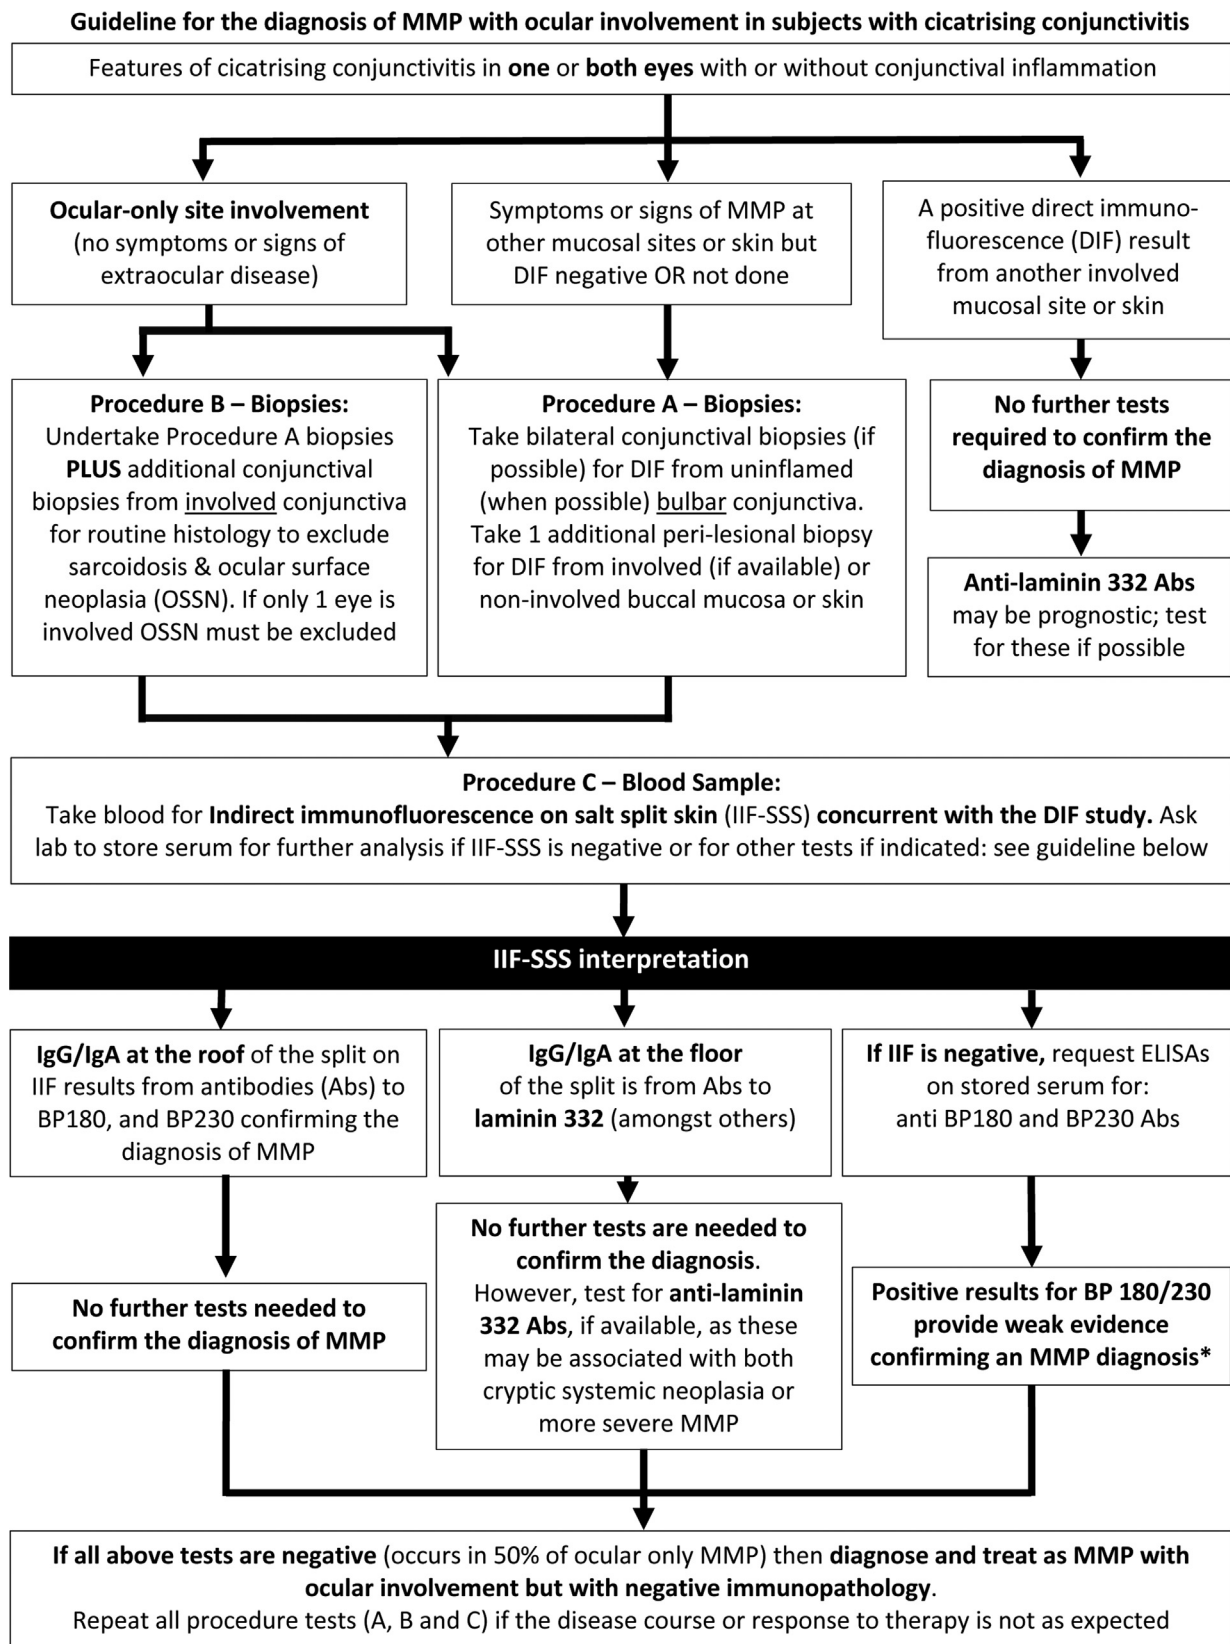 Guideline for the diagnosis of MMP with ocular involvement in subjects with cicatrising conjunctivitis
Features of cicatrising conjunctivitis in one or both eyes with or without conjunctival inflammation
Ocular-only site involvement
(no symptoms or signs of
extraocular disease)
Symptoms or signs of MMP at
other mucosal sites or skin but
DIF negative OR not done
A positive direct immuno-
fluorescence (DIF) result
from another involved
mucosal site or skin
Procedure B – Biopsies:
Undertake Procedure A biopsies
PLUS additional conjunctival
biopsies from involved conjunctiva
for routine histology to exclude
sarcoidosis & ocular surface
neoplasia (OSSN). If only 1 eye is
involved OSSN must be excluded
Procedure A – Biopsies:
Take bilateral conjunctival biopsies (if
possible) for DIF from uninflamed
(when possible) bulbar conjunctiva.
Take 1 additional peri-lesional biopsy
for DIF from involved (if available) or
non-involved buccal mucosa or skin
No further tests
required to confirm the
diagnosis of MMP
Anti-laminin 332 Abs
may be prognostic; test
for these if possible
Procedure C – Blood Sample:
Take blood for Indirect immunofluorescence on salt split skin (IIF-SSS) concurrent with the DIF study. Ask
lab to store serum for further analysis if IIF-SSS is negative or for other tests if indicated: see guideline below
IIF-SSS interpretation
IgG/IgA at the roof of the split on
IIF results from antibodies (Abs) to
BP180, and BP230 confirming the
diagnosis of MMP
IgG/IgA at the floor
of the split is from Abs to
laminin 332 (amongst others)
If IIF is negative, request ELISAs
on stored serum for:
anti BP180 and BP230 Abs
No further tests needed to
confirm the diagnosis of MMP
No further tests are needed to
confirm the diagnosis.
However, test for anti-laminin
332 Abs, if available, as these
may be associated with both
cryptic systemic neoplasia or
more severe MMP
Positive results for BP 180/230
provide weak evidence
confirming an MMP diagnosis*
If all above tests are negative (occurs in 50% of ocular only MMP) then diagnose and treat as MMP with
ocular involvement but with negative immunopathology.
Repeat all procedure tests (A, B and C) if the disease course or response to therapy is not as expected